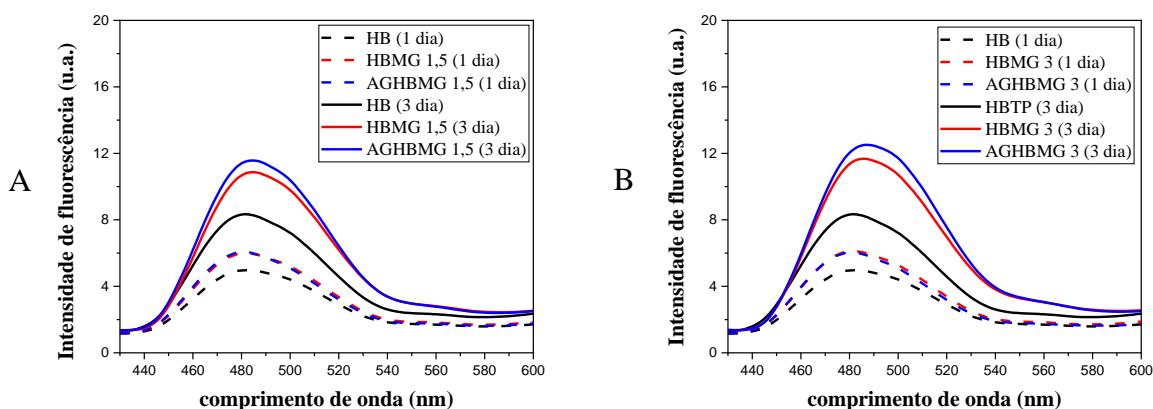 A
Intensidade de fluorescência (u.a.)
20
16
12
8
4
0
HB (1 dia)
HBMG 1,5 (1 dia)
AGHBMG 1,5 (1 dia)
HB (3 dia)
HBMG 1,5 (3 dia)
AGHBMG 1,5 (3 dia)
440 460 480 500 520 540 560 580 600
comprimento de onda (nm)
B
Intensidade de fluorescência (u.a.)
20
16
12
8
4
0
HB (1 dia)
HBMG 3 (1 dia)
AGHBMG 3 (1 dia)
HBTP (3 dia)
HBMG 3 (3 dia)
AGHBMG 3 (3 dia)
440 460 480 500 520 540 560 580 600
comprimento de onda (nm)